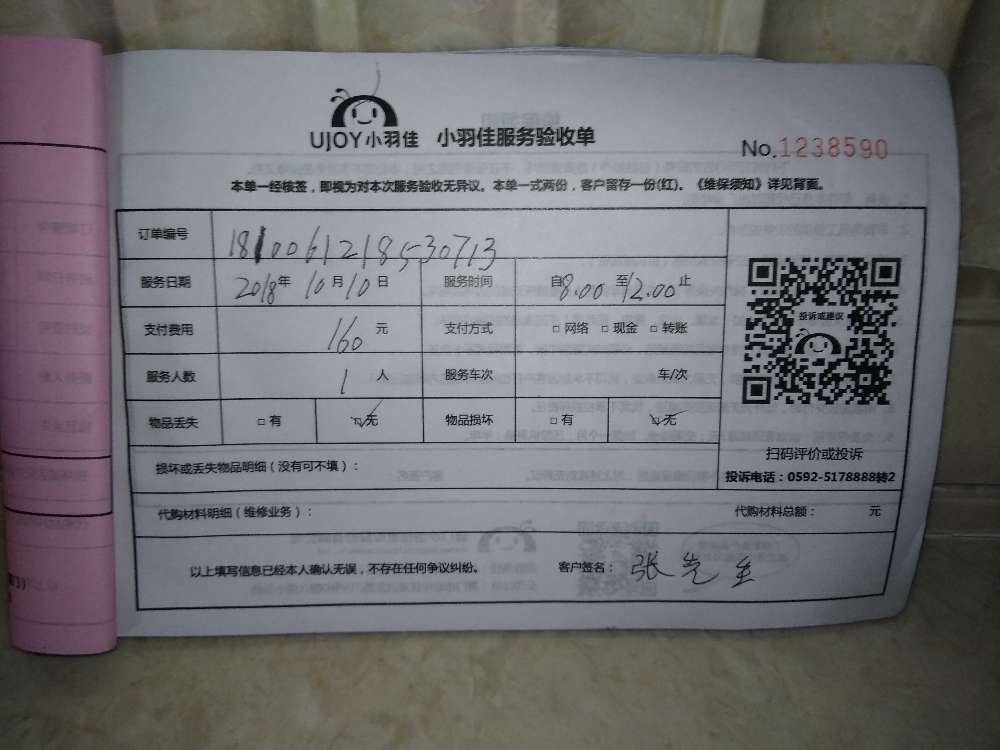 UJOY小羽佳 小羽佳服务验收单
No.1238590
本单一经核签，即视为对本次服务验收无异议。本单一式两份，客户留存一份(红)。《维保须知》详见背面。
订单编号 181006121853​0713
服务日期 2018年10月10日 服务时间 自8.00至12.00止
支付费用 160元 支付方式 □网络 □现金 □转账
服务人数 1人 服务车次 车/次
物品丢失 □有 ☑无 物品损坏 □有 ☑无
投诉或建议
扫码评价或投诉
投诉电话：0592-5178888转2
损坏或丢失物品明细（没有可不填）：
代购材料明细（维修业务）： 代购材料总额： 元
以上填写信息已经本人确认无误，不存在任何争议纠纷。 客户签名：张先生